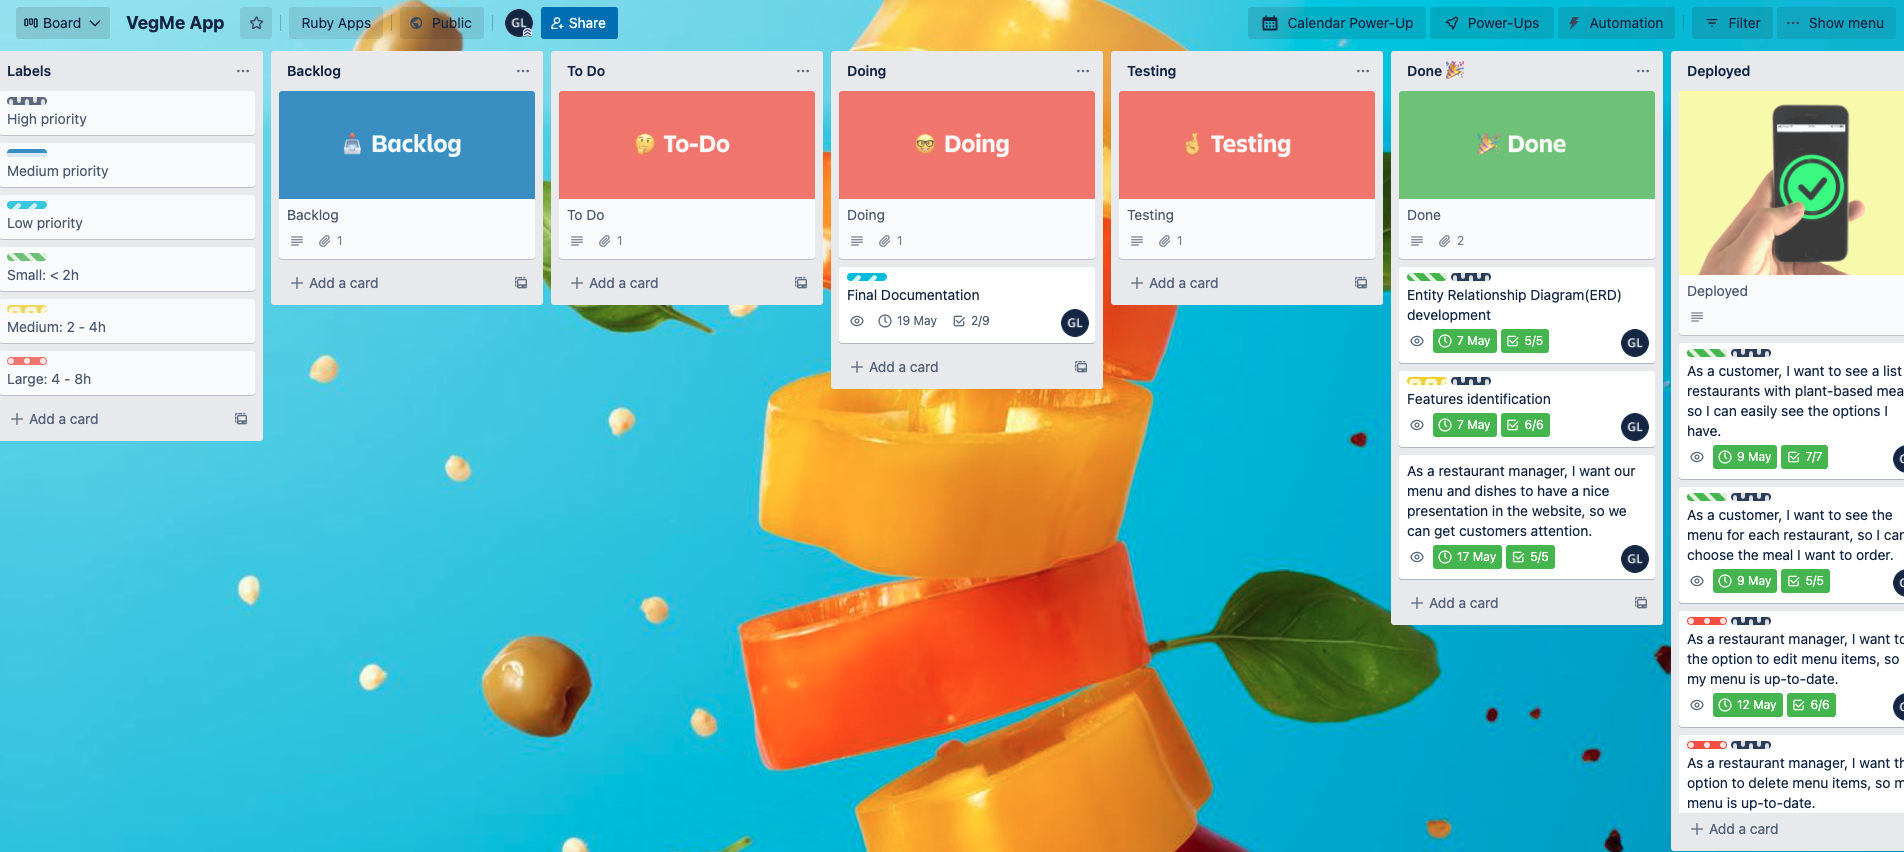 Board
VegMe App
Ruby Apps
Public
GL
Share
Calendar Power-Up
Power-Ups
Automation
Filter
Show menu
Labels
High priority
Medium priority
Low priority
Small: < 2h
Medium: 2 - 4h
Large: 4 - 8h
Add a card
Backlog
Backlog
Backlog
1
Add a card
To Do
To-Do
To Do
1
Add a card
Doing
Doing
Doing
1
Final Documentation
19 May 2/9
GL
Add a card
Testing
Testing
Testing
1
Add a card
Done
Done
Done
2
Entity Relationship Diagram(ERD)
development
7 May 5/5
GL
Features identification
7 May 6/6
GL
As a restaurant manager, I want our
menu and dishes to have a nice
presentation in the website, so we
can get customers attention.
17 May 5/5
GL
Add a card
Deployed
Deployed
As a customer, I want to see a list
restaurants with plant-based mea
so I can easily see the options I
have.
9 May 7/7
As a customer, I want to see the
menu for each restaurant, so I can
choose the meal I want to order.
9 May 5/5
As a restaurant manager, I want to
the option to edit menu items, so
my menu is up-to-date.
12 May 6/6
As a restaurant manager, I want th
option to delete menu items, so m
menu is up-to-date.
Add a card